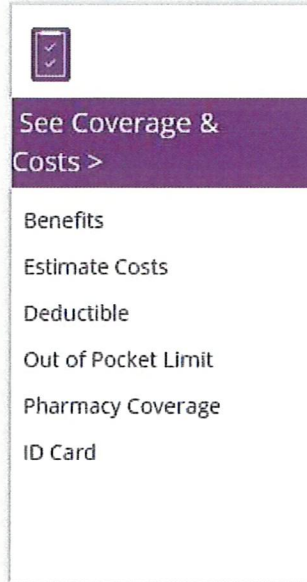 See Coverage &
Costs >
Benefits
Estimate Costs
Deductible
Out of Pocket Limit
Pharmacy Coverage
ID Card